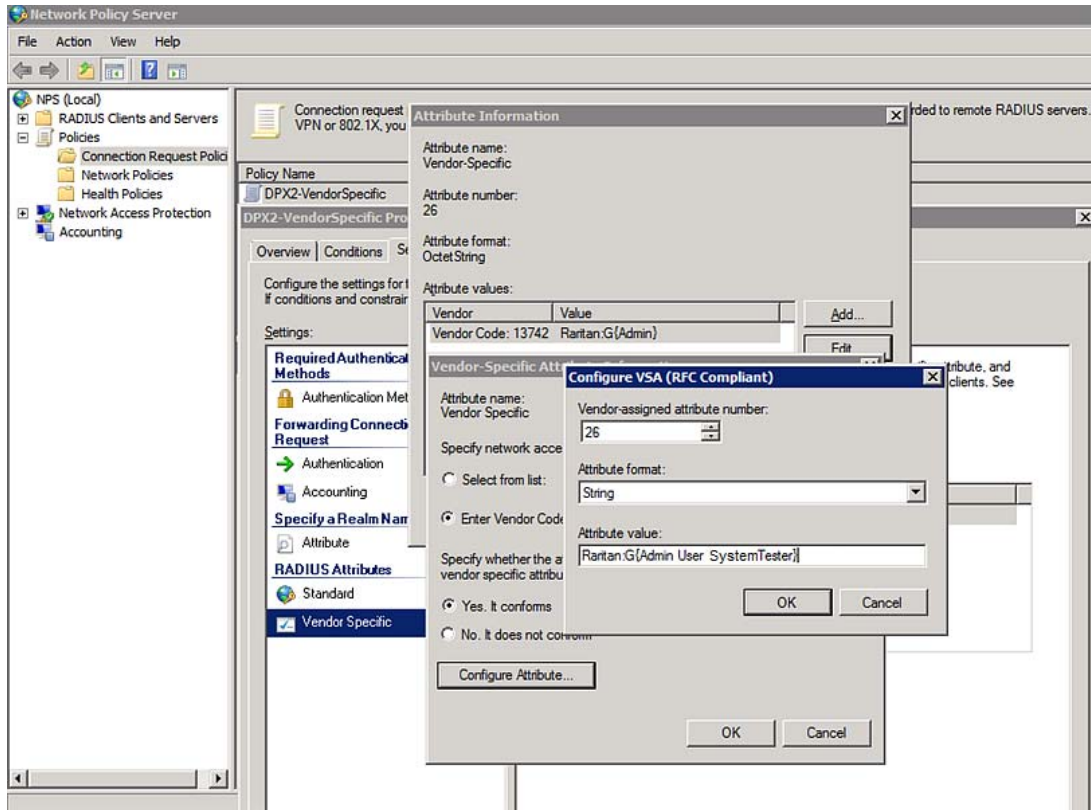 Network Policy Server
File Action View Help
NPS (Local)
RADIUS Clients and Servers
Policies
Connection Request Polici
Network Policies
Health Policies
Network Access Protection
Accounting
Connection request
VPN or 802.1X, you
rded to remote RADIUS servers.
Policy Name
DPX2-VendorSpecific
DPX2-VendorSpecific Pro
Overview Conditions Se
Configure the settings for t
If conditions and constrain
Settings:
Required Authenticat
Methods
Authentication Met
Forwarding Connecti
Request
Authentication
Accounting
Specify a Realm Nam
Attribute
RADIUS Attributes
Standard
Vendor Specific
Attribute Information
Attribute name:
Vendor-Specific
Attribute number:
26
Attribute format:
OctetString
Attribute values:
Vendor Value
Vendor Code: 13742 Raritan:G{Admin}
Add...
Edit
tribute, and
clients. See
Vendor-Specific Att
Attribute name:
Vendor Specific
Specify network acce
Select from list:
Enter Vendor Code
Specify whether the a
vendor specific attribu
Yes. It conforms
No. It does not conform
Configure Attribute...
OK Cancel
Configure VSA (RFC Compliant)
Vendor-assigned attribute number:
26
Attribute format:
String
Attribute value:
Raritan:G{Admin User SystemTester}
OK Cancel